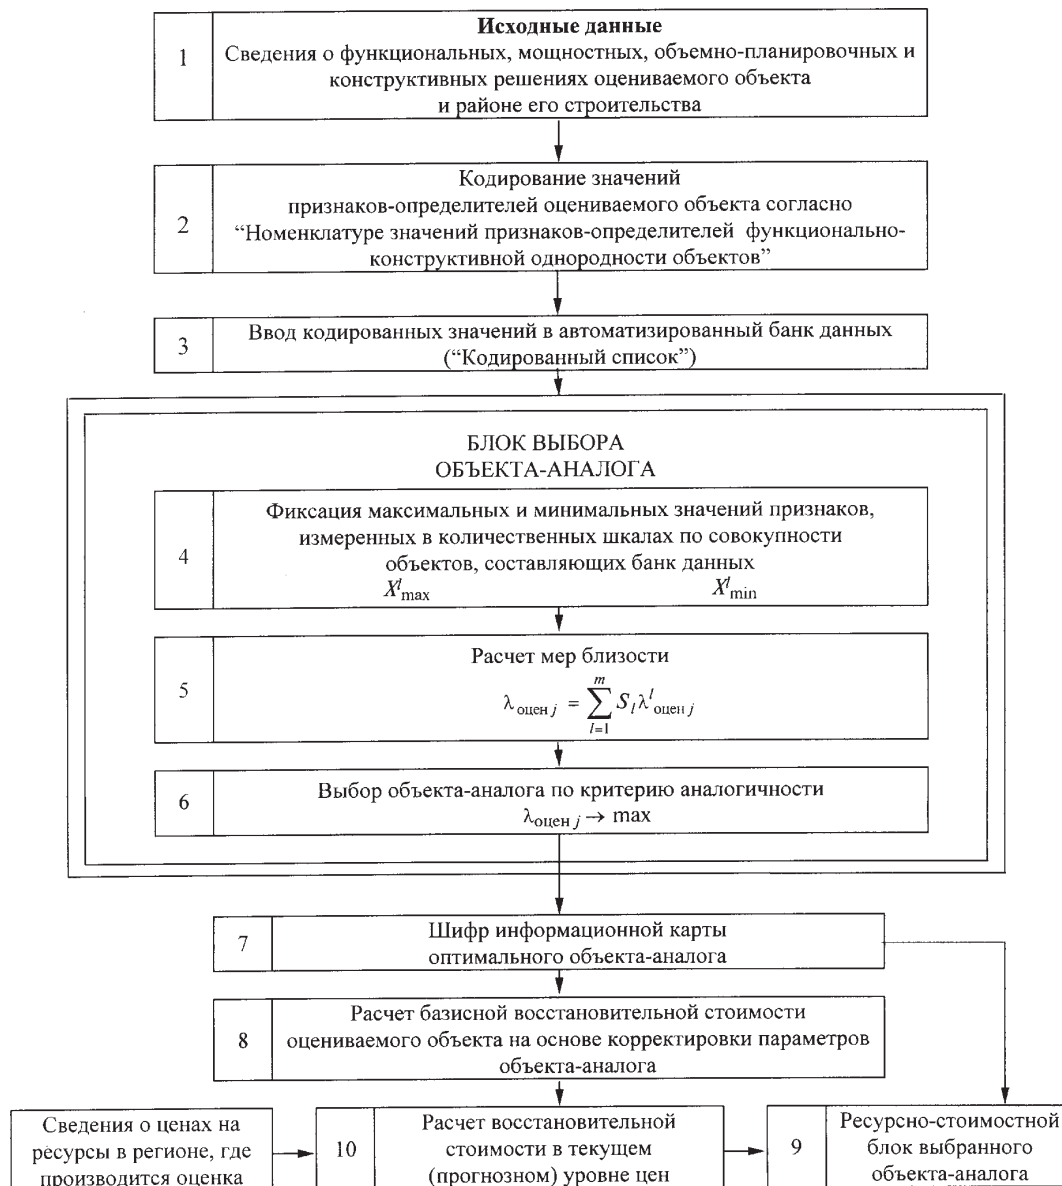 1
Исходные данные
Сведения о функциональных, мощностных, объемно-планировочных и
конструктивных решениях оцениваемого объекта
и районе его строительства
2
Кодирование значений
признаков-определителей оцениваемого объекта согласно
“Номенклатуре значений признаков-определителей функционально-
конструктивной однородности объектов”
3
Ввод кодированных значений в автоматизированный банк данных
(“Кодированный список”)
БЛОК ВЫБОРА
ОБЪЕКТА-АНАЛОГА
4
Фиксация максимальных и минимальных значений признаков,
измеренных в количественных шкалах по совокупности
объектов, составляющих банк данных
X^l_max X^l_min
5
Расчет мер близости
λ_оцен j = ∑_{l=1}^{m} S_l λ^l_оцен j
6
Выбор объекта-аналога по критерию аналогичности
λ_оцен j → max
7
Шифр информационной карты
оптимального объекта-аналога
8
Расчет базисной восстановительной стоимости
оцениваемого объекта на основе корректировки параметров
объекта-аналога
Сведения о ценах на
ресурсы в регионе, где
производится оценка
10
Расчет восстановительной
стоимости в текущем
(прогнозном) уровне цен
9
Ресурсно-стоимостной
блок выбранного
объекта-аналога